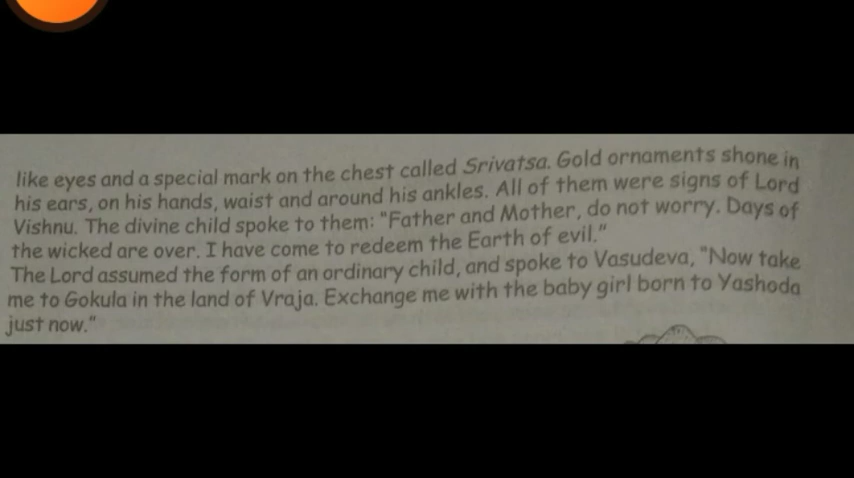 like eyes and a special mark on the chest called Srivatsa. Gold ornaments shone in
his ears, on his hands, waist and around his ankles. All of them were signs of Lord
Vishnu. The divine child spoke to them: "Father and Mother, do not worry. Days of
the wicked are over. I have come to redeem the Earth of evil."
The Lord assumed the form of an ordinary child, and spoke to Vasudeva, "Now take
me to Gokula in the land of Vraja. Exchange me with the baby girl born to Yashoda
just now."